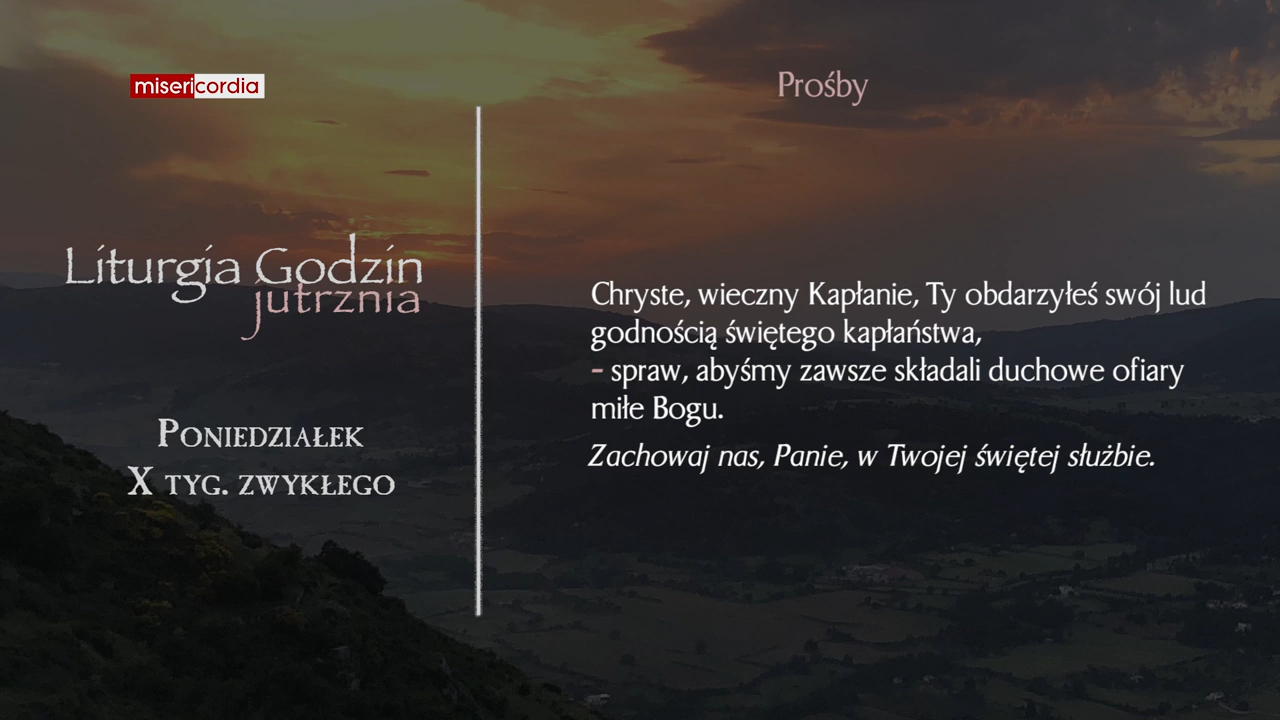 misericordia
Liturgia Godzin
jutrznia
Poniedziałek
X tyg. zwykłego
Prośby
Chryste, wieczny Kapłanie, Ty obdarzyłeś swój lud
godnością świętego kapłaństwa,
- spraw, abyśmy zawsze składali duchowe ofiary
miłe Bogu.
Zachowaj nas, Panie, w Twojej świętej służbie.